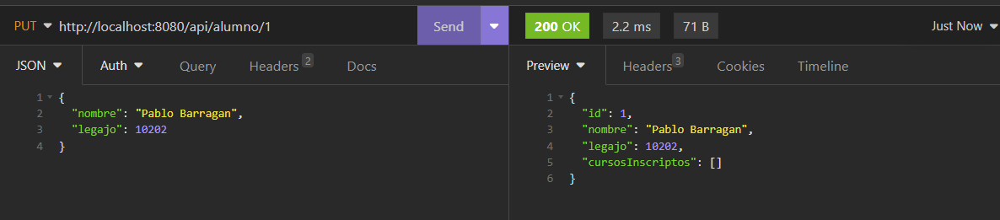 PUT http://localhost:8080/api/alumno/1 Send 200 OK 2.2 ms 71 B Just Now
JSON Auth Query Headers 2 Docs
1 {
2 "nombre": "Pablo Barragan",
3 "legajo": 10202
4 }
Preview Headers 3 Cookies Timeline
1 {
2 "id": 1,
3 "nombre": "Pablo Barragan",
4 "legajo": 10202,
5 "cursosInscriptos": []
6 }